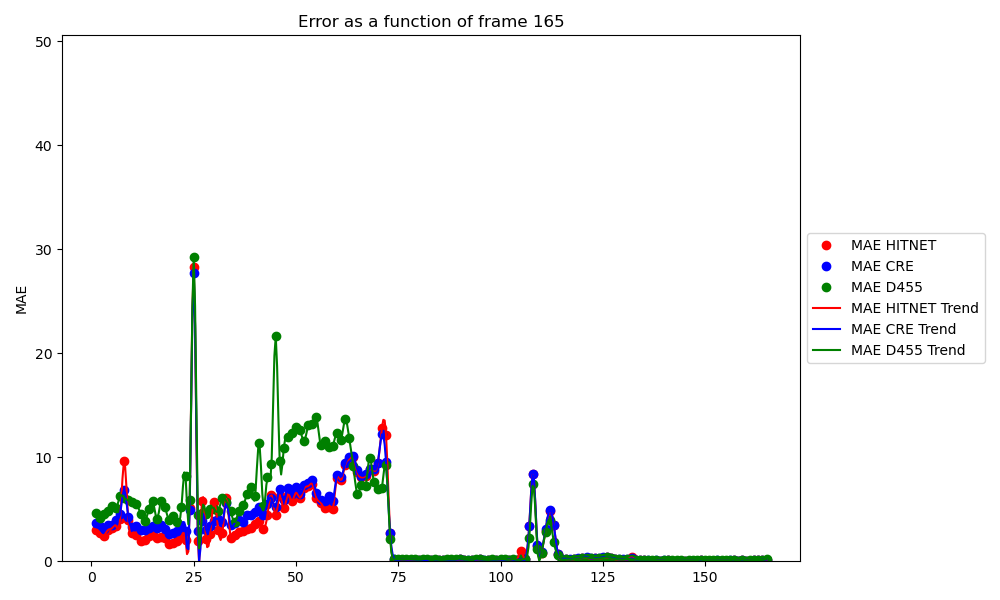 Error as a function of frame 165
50
40
30
20
10
0
MAE
0 25 50 75 100 125 150
MAE HITNET
MAE CRE
MAE D455
MAE HITNET Trend
MAE CRE Trend
MAE D455 Trend